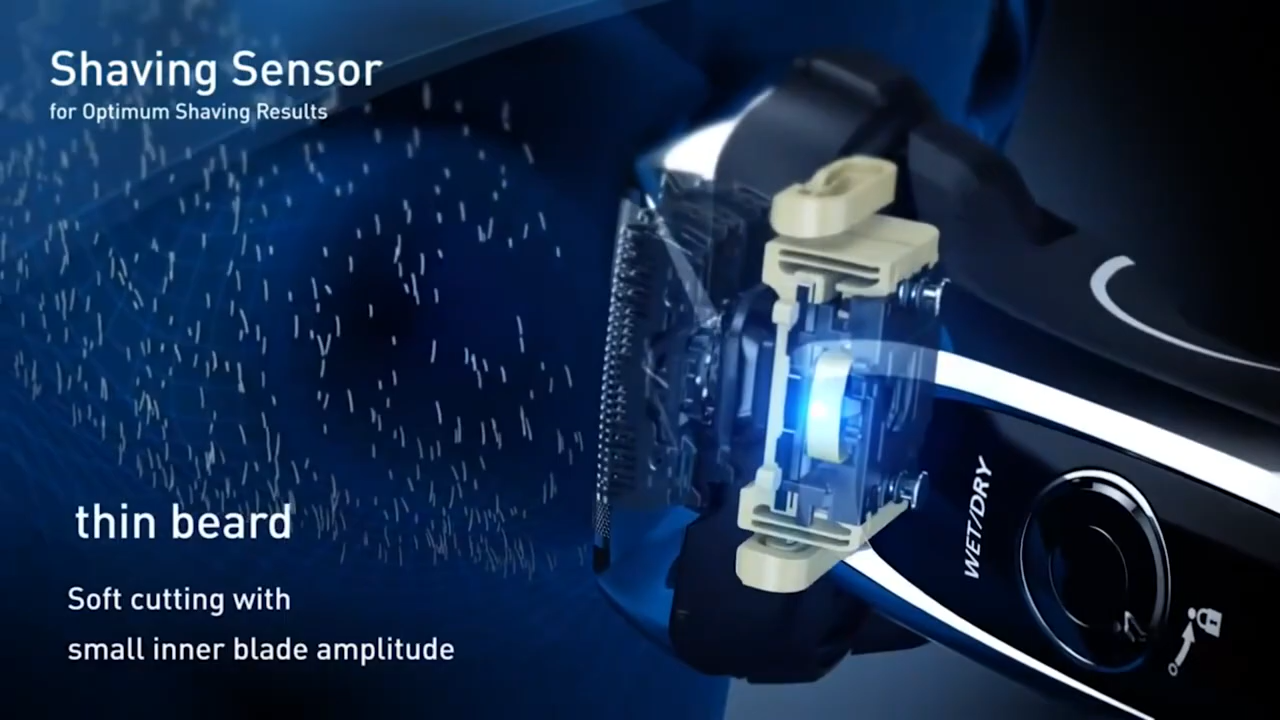 Shaving Sensor
for Optimum Shaving Results
thin beard
Soft cutting with
small inner blade amplitude
WET/DRY